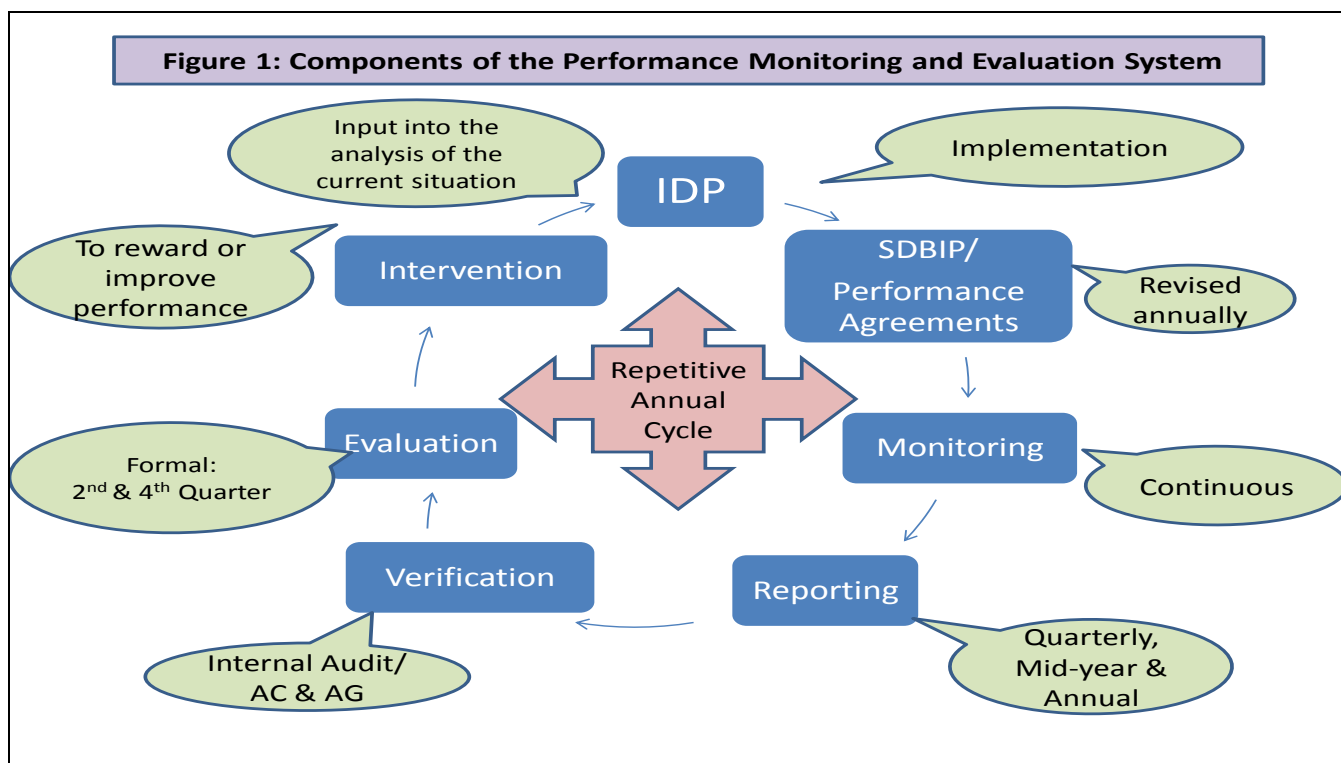 Figure 1: Components of the Performance Monitoring and Evaluation System
Input into the
analysis of the
current situation
IDP
Implementation
To reward or
improve
performance
Intervention
SDBIP/
Performance
Agreements
Revised
annually
Repetitive
Annual
Cycle
Evaluation
Formal:
2nd & 4th Quarter
Monitoring
Continuous
Verification
Reporting
Internal Audit/
AC & AG
Quarterly,
Mid-year &
Annual